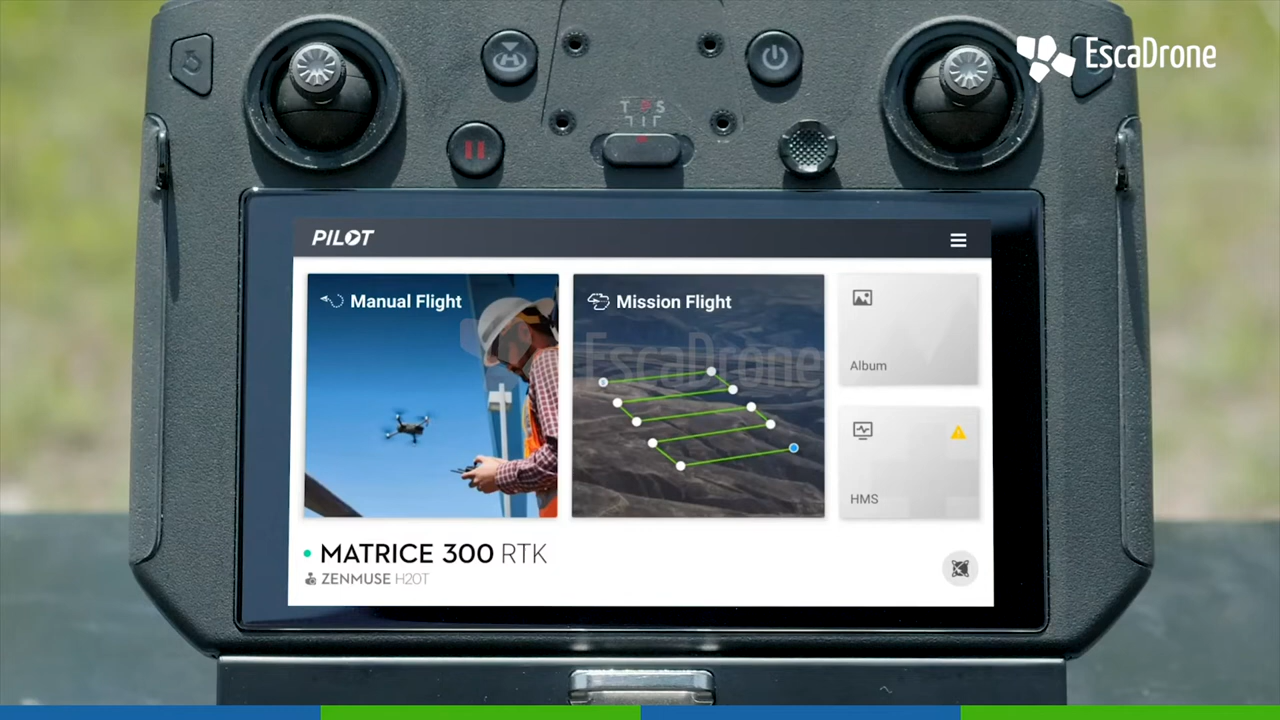 EscaDrone
T P S
PILOT
Manual Flight
Mission Flight
EscaDrone
Album
HMS
MATRICE 300 RTK
ZENMUSE H20T